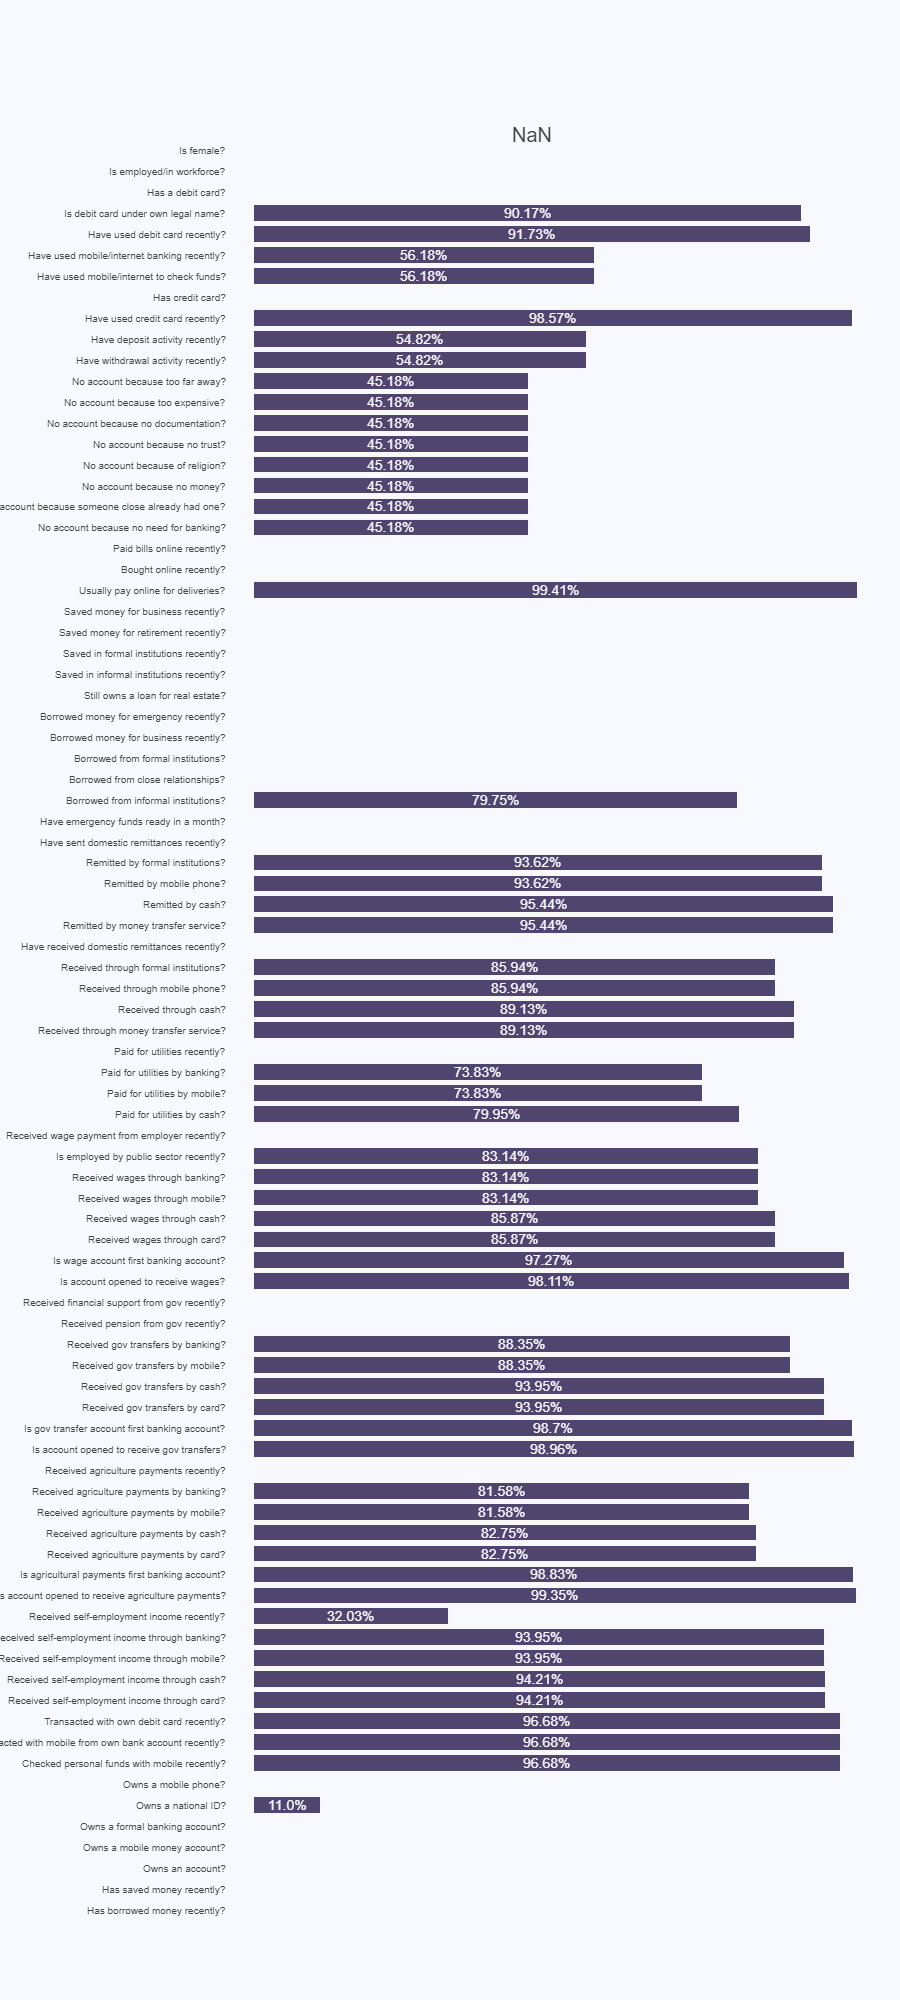 NaN
Is female?
Is employed/in workforce?
Has a debit card?
Is debit card under own legal name? 90.17%
Have used debit card recently? 91.73%
Have used mobile/internet banking recently? 56.18%
Have used mobile/internet to check funds? 56.18%
Has credit card?
Have used credit card recently? 98.57%
Have deposit activity recently? 54.82%
Have withdrawal activity recently? 54.82%
No account because too far away? 45.18%
No account because too expensive? 45.18%
No account because no documentation? 45.18%
No account because no trust? 45.18%
No account because of religion? 45.18%
No account because no money? 45.18%
account because someone close already had one? 45.18%
No account because no need for banking? 45.18%
Paid bills online recently?
Bought online recently?
Usually pay online for deliveries? 99.41%
Saved money for business recently?
Saved money for retirement recently?
Saved in formal institutions recently?
Saved in informal institutions recently?
Still owns a loan for real estate?
Borrowed money for emergency recently?
Borrowed money for business recently?
Borrowed from formal institutions?
Borrowed from close relationships?
Borrowed from informal institutions? 79.75%
Have emergency funds ready in a month?
Have sent domestic remittances recently?
Remitted by formal institutions? 93.62%
Remitted by mobile phone? 93.62%
Remitted by cash? 95.44%
Remitted by money transfer service? 95.44%
Have received domestic remittances recently?
Received through formal institutions? 85.94%
Received through mobile phone? 85.94%
Received through cash? 89.13%
Received through money transfer service? 89.13%
Paid for utilities recently?
Paid for utilities by banking? 73.83%
Paid for utilities by mobile? 73.83%
Paid for utilities by cash? 79.95%
Received wage payment from employer recently?
Is employed by public sector recently? 83.14%
Received wages through banking? 83.14%
Received wages through mobile? 83.14%
Received wages through cash? 85.87%
Received wages through card? 85.87%
Is wage account first banking account? 97.27%
Is account opened to receive wages? 98.11%
Received financial support from gov recently?
Received pension from gov recently?
Received gov transfers by banking? 88.35%
Received gov transfers by mobile? 88.35%
Received gov transfers by cash? 93.95%
Received gov transfers by card? 93.95%
Is gov transfer account first banking account? 98.7%
Is account opened to receive gov transfers? 98.96%
Received agriculture payments recently?
Received agriculture payments by banking? 81.58%
Received agriculture payments by mobile? 81.58%
Received agriculture payments by cash? 82.75%
Received agriculture payments by card? 82.75%
Is agricultural payments first banking account? 98.83%
s account opened to receive agriculture payments? 99.35%
Received self-employment income recently? 32.03%
eceived self-employment income through banking? 93.95%
Received self-employment income through mobile? 93.95%
Received self-employment income through cash? 94.21%
Received self-employment income through card? 94.21%
Transacted with own debit card recently? 96.68%
acted with mobile from own bank account recently? 96.68%
Checked personal funds with mobile recently? 96.68%
Owns a mobile phone?
Owns a national ID? 11.0%
Owns a formal banking account?
Owns a mobile money account?
Owns an account?
Has saved money recently?
Has borrowed money recently?